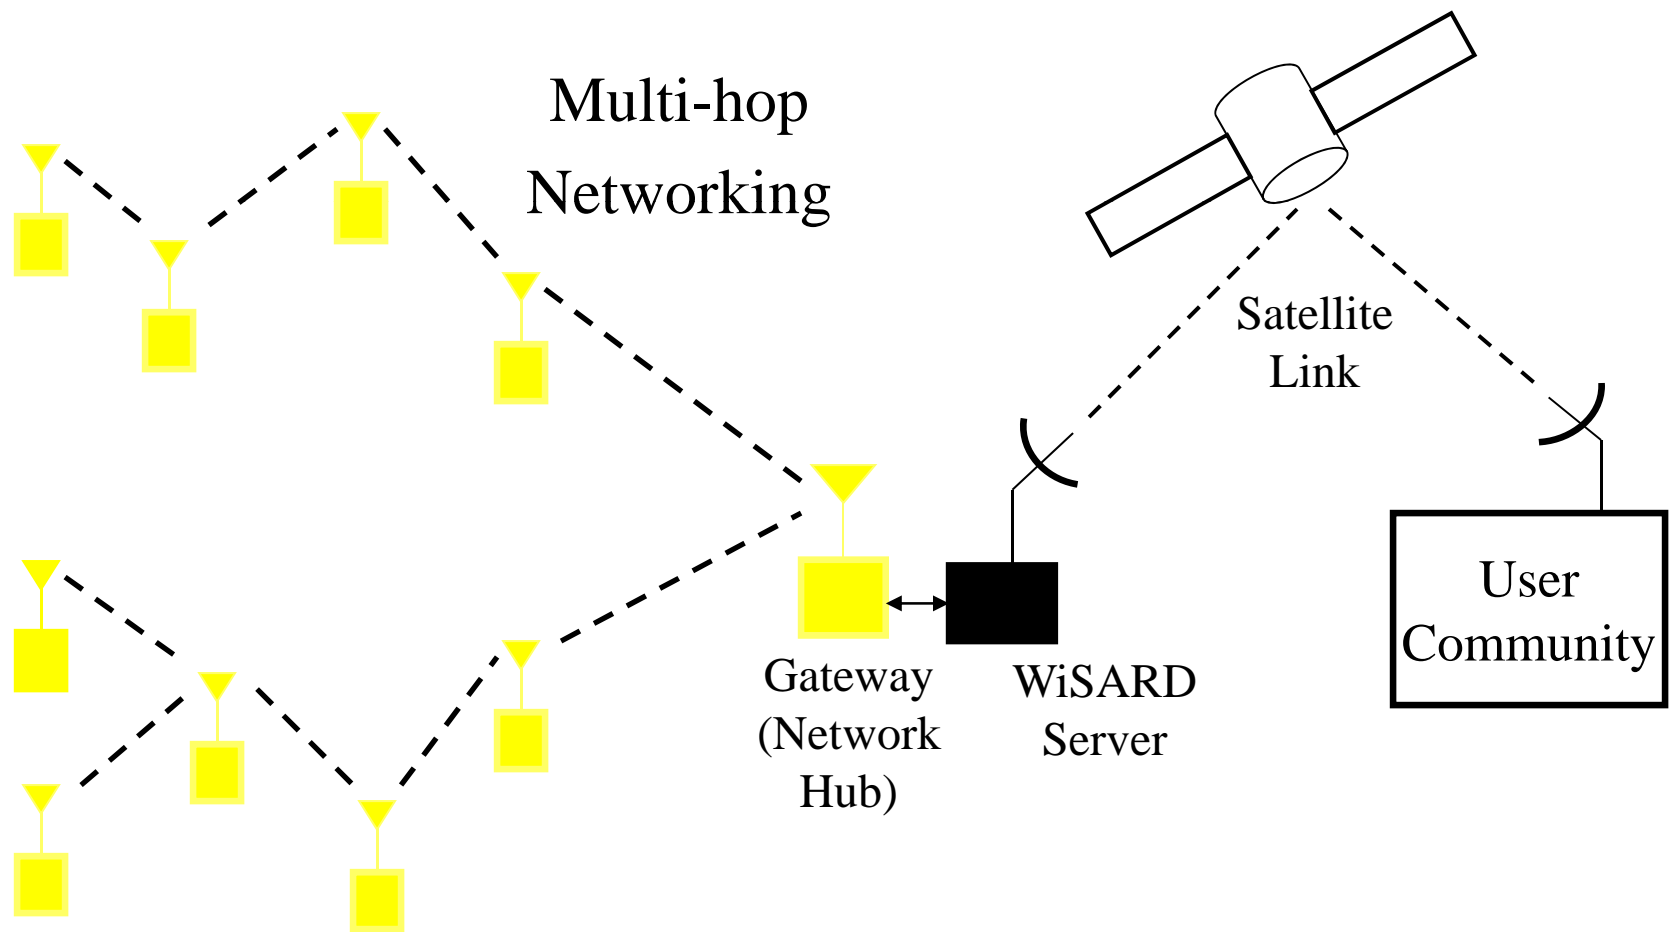 Multi-hop
Networking
Satellite
Link
User
Community
Gateway
(Network
Hub)
WiSARD
Server